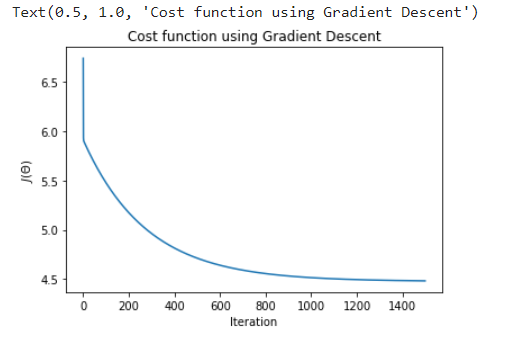 Text(0.5, 1.0, 'Cost function using Gradient Descent')
Cost function using Gradient Descent
6.5
6.0
5.5
5.0
4.5
J(Θ)
0 200 400 600 800 1000 1200 1400
Iteration